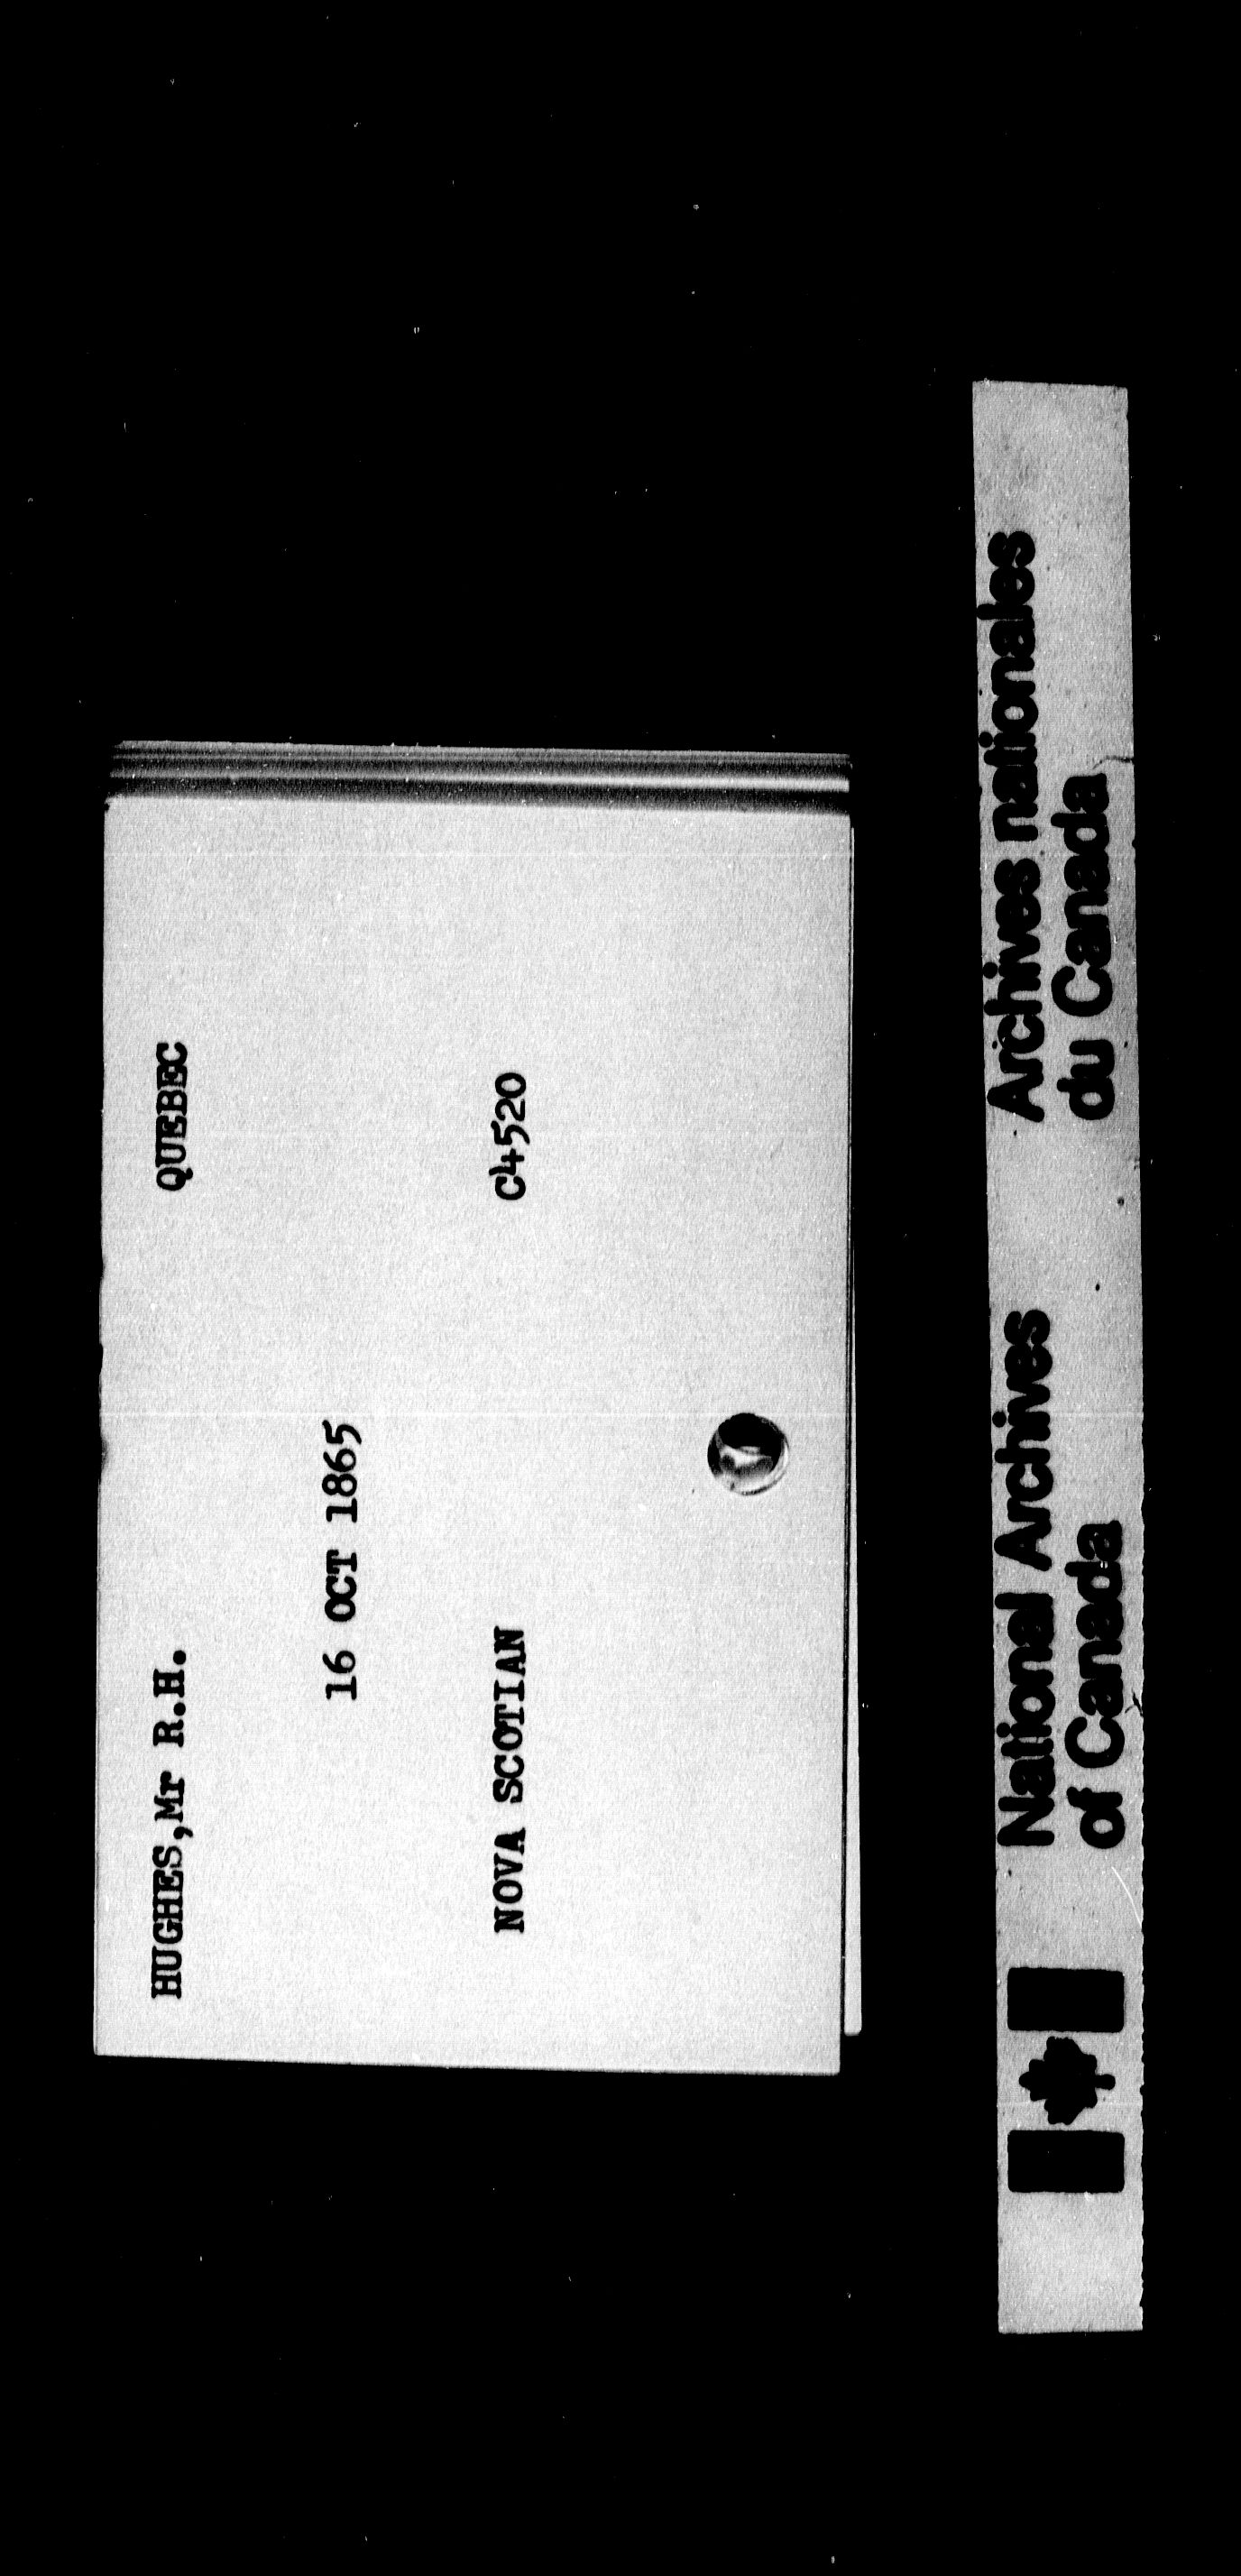 HUGHES,Mr R.H. QUEBEC
16 OCT 1865
NOVA SCOTIAN C4520
National Archives
of Canada
Archives nationales
du Canada